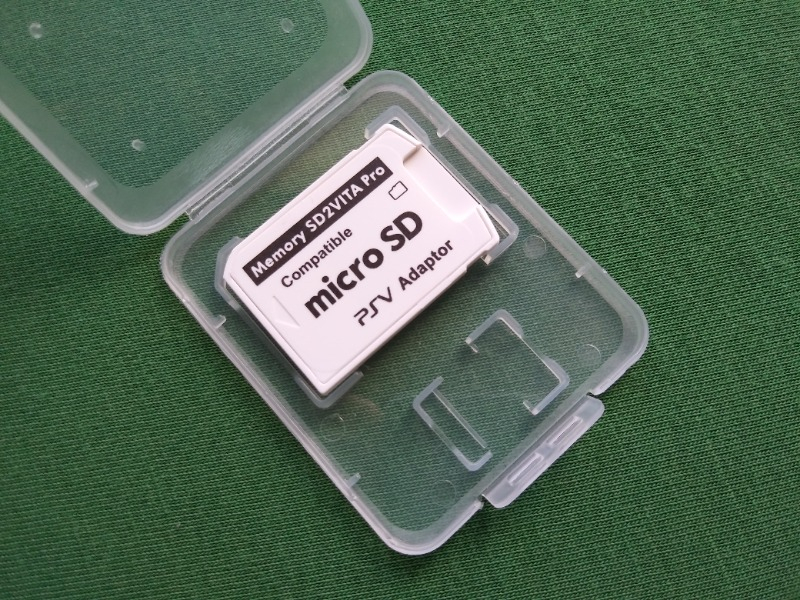 Memory SD2VITA Pro
Compatible
micro SD
PSV Adaptor